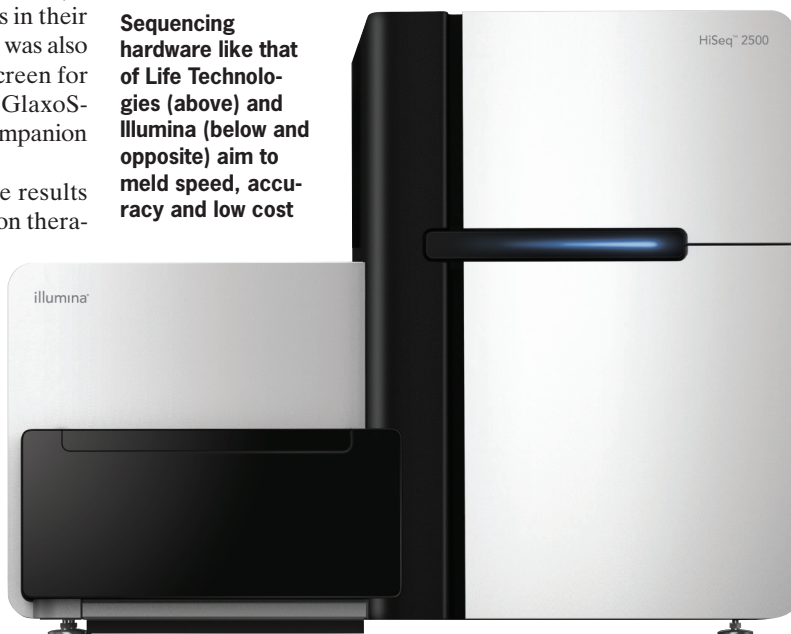 s in their
was also
creen for
GlaxoS-
mpanion
e results
on thera-
Sequencing
hardware like that
of Life Technolo-
gies (above) and
Illumina (below and
opposite) aim to
meld speed, accu-
racy and low cost
HiSeq™ 2500
illumina®